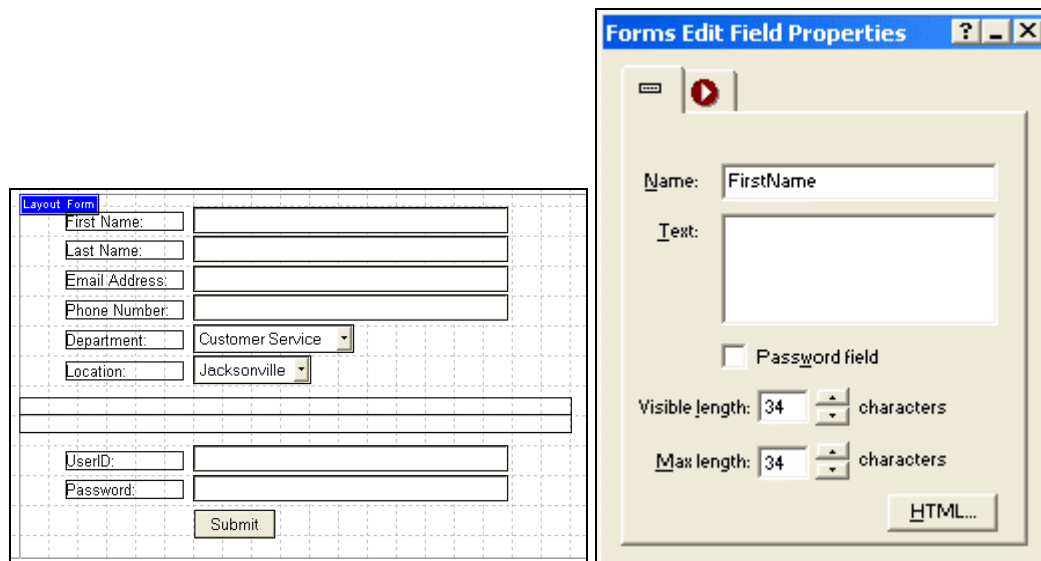 Layout Form
First Name:
Last Name:
Email Address:
Phone Number:
Department: Customer Service
Location: Jacksonville
UserID:
Password:
Submit
Forms Edit Field Properties
Name: FirstName
Text:
Password field
Visible length: 34 characters
Max length: 34 characters
HTML...